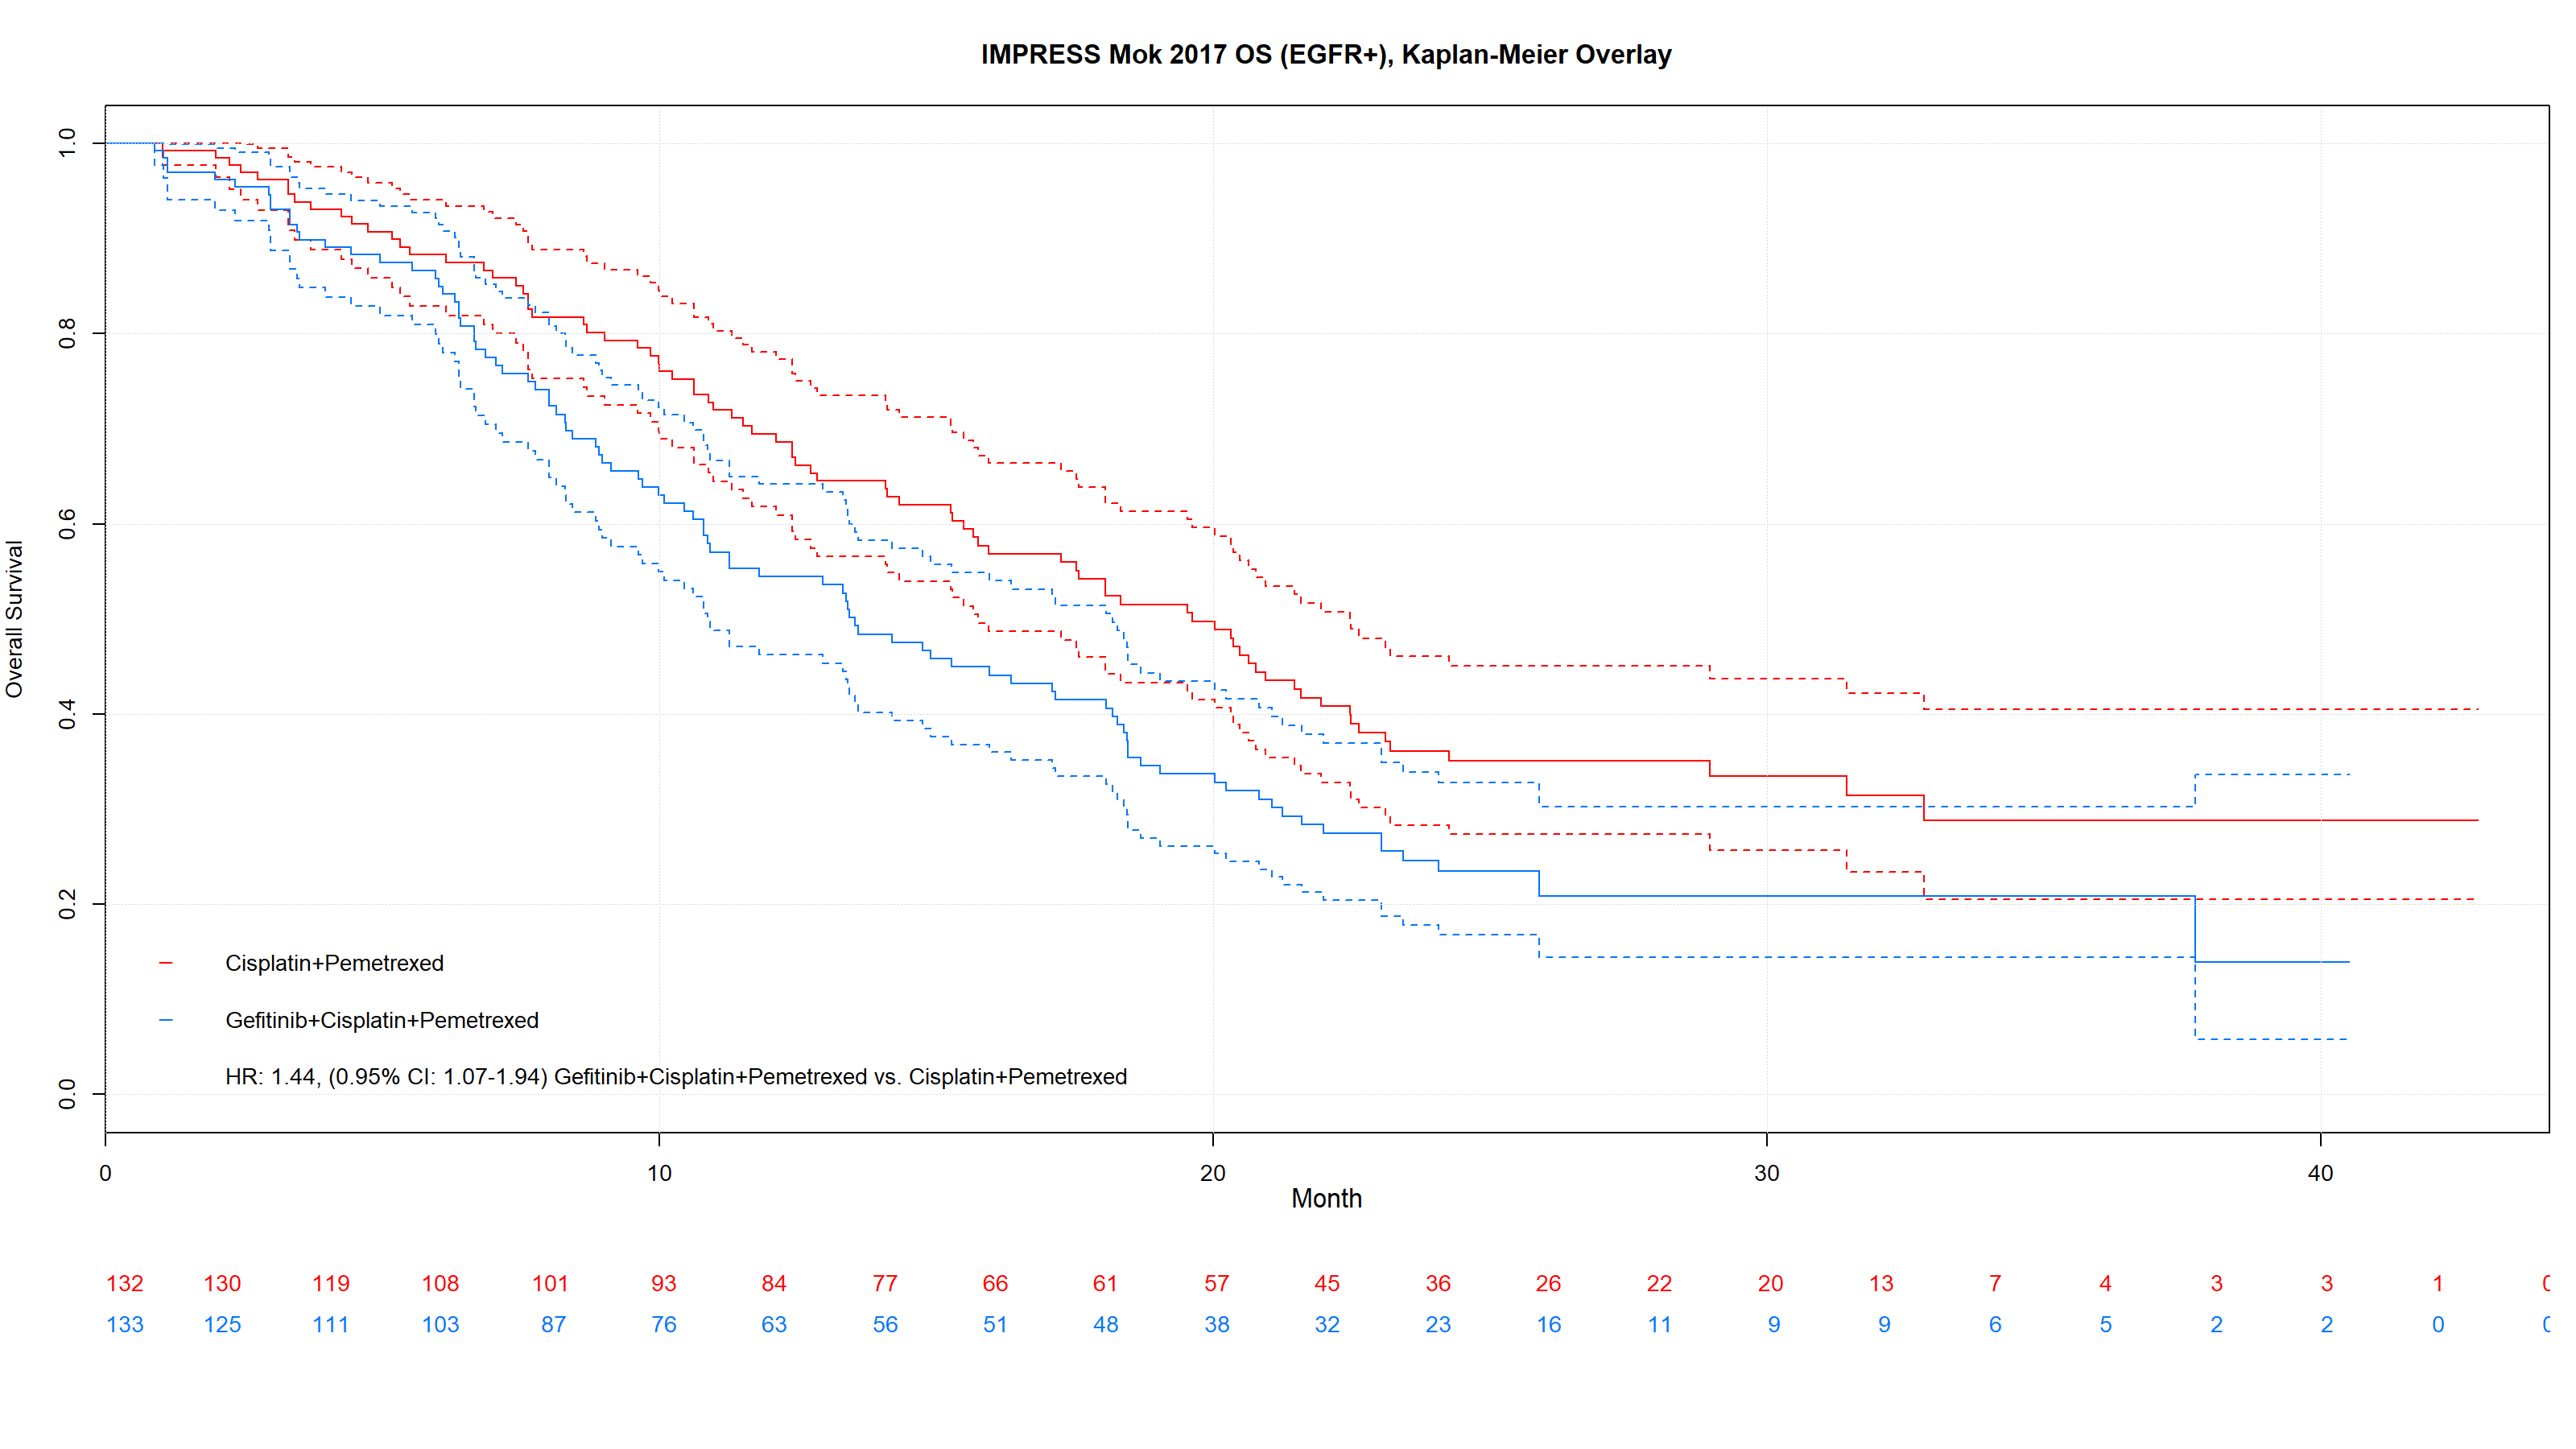 IMPRESS Mok 2017 OS (EGFR+), Kaplan-Meier Overlay
Overall Survival
1.0
0.8
0.6
0.4
0.2
0.0
Cisplatin+Pemetrexed
Gefitinib+Cisplatin+Pemetrexed
HR: 1.44, (0.95% CI: 1.07-1.94) Gefitinib+Cisplatin+Pemetrexed vs. Cisplatin+Pemetrexed
0 10 20 30 40
Month
132 130 119 108 101 93 84 77 66 61 57 45 36 26 22 20 13 7 4 3 3 1 0
133 125 111 103 87 76 63 56 51 48 38 32 23 16 11 9 9 6 5 2 2 0 0